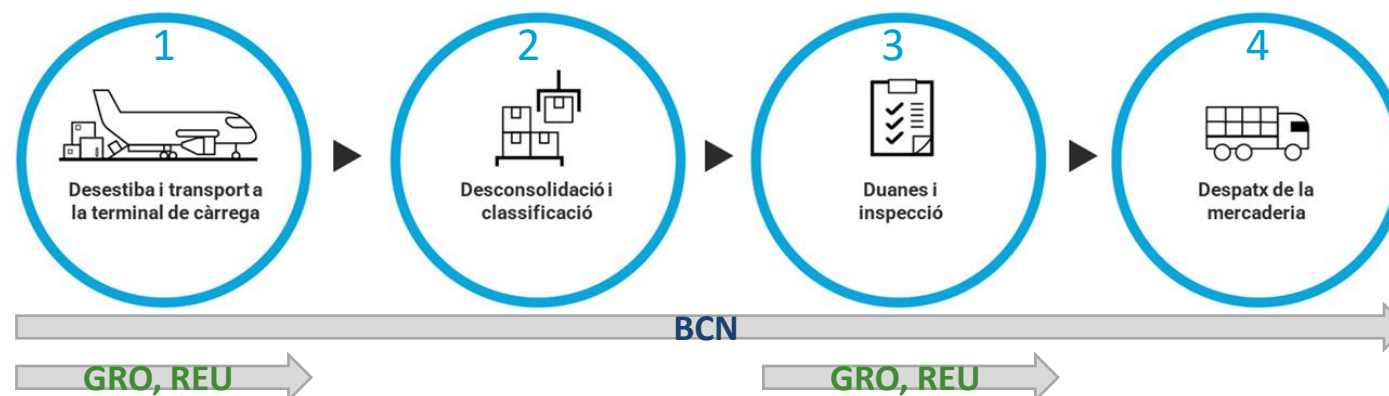 1
Desestiba i transport a
la terminal de càrrega
2
Desconsolidació i
classificació
3
Duanes i
inspecció
4
Despatx de la
mercaderia
BCN
GRO, REU
GRO, REU